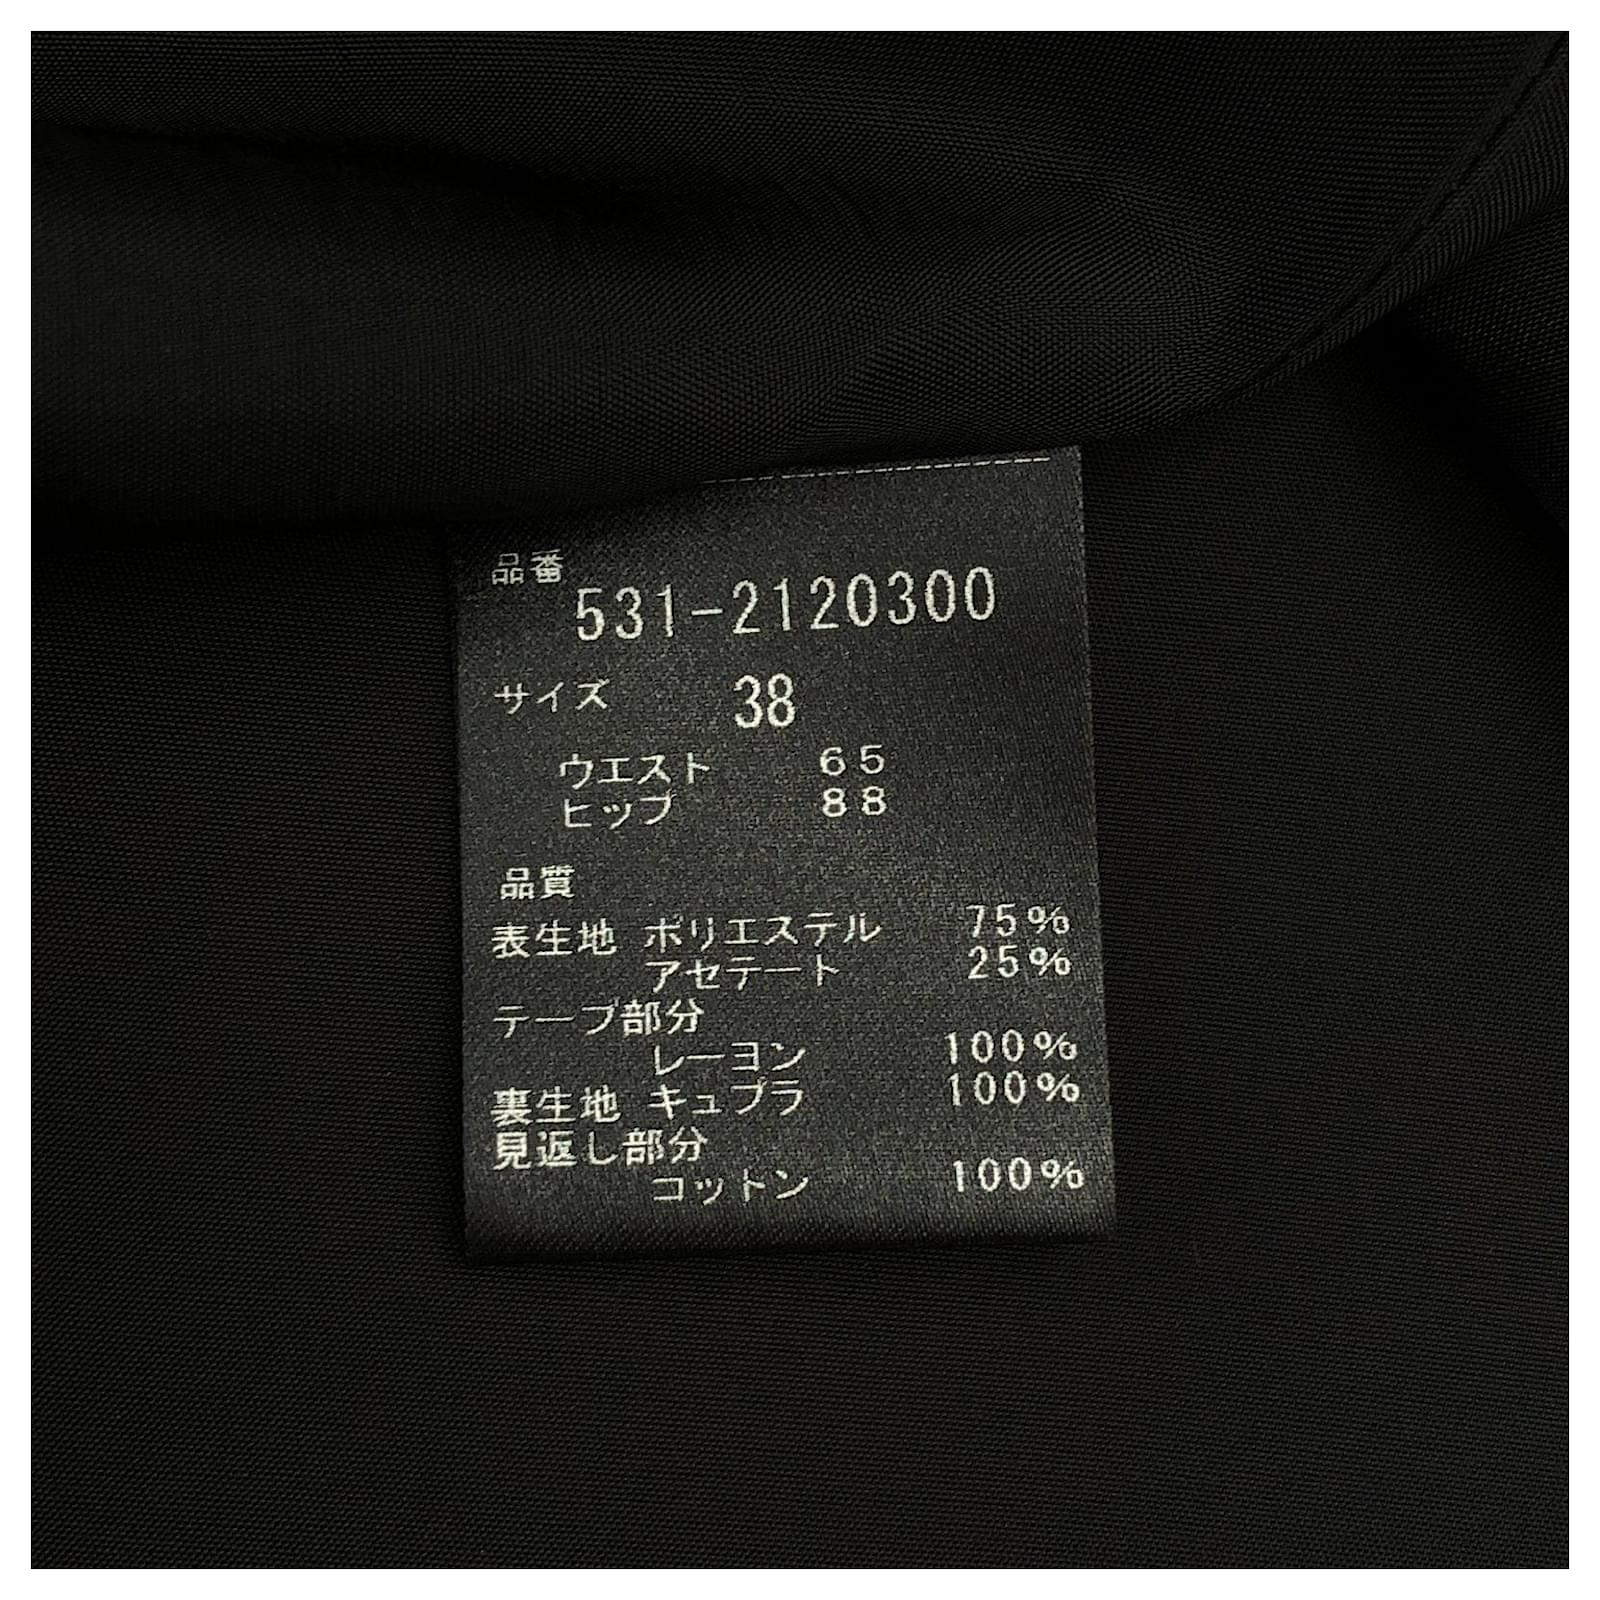 品番
531-2120300
サイズ 38
ウエスト 65
ヒップ 88
品質
表生地 ポリエステル 75%
アセテート 25%
テープ部分
レーヨン 100%
裏生地 キュプラ 100%
見返し部分
コットン 100%